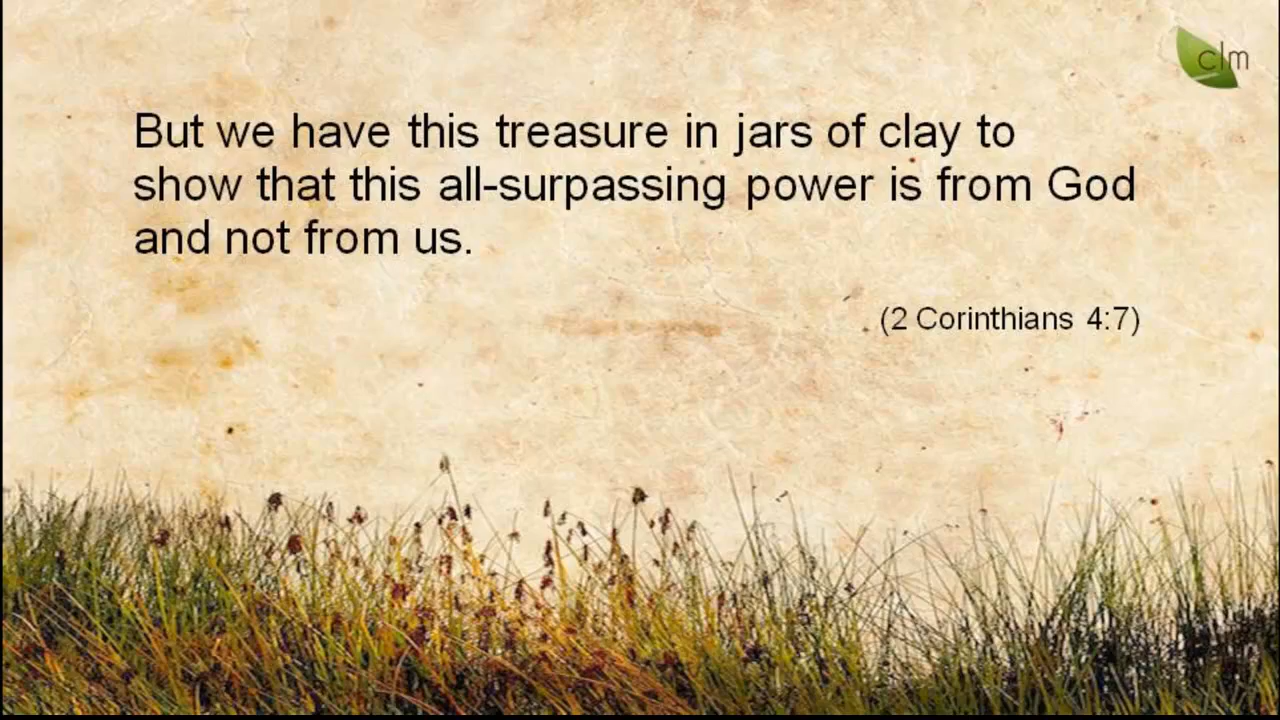 clm
But we have this treasure in jars of clay to
show that this all-surpassing power is from God
and not from us.
(2 Corinthians 4:7)